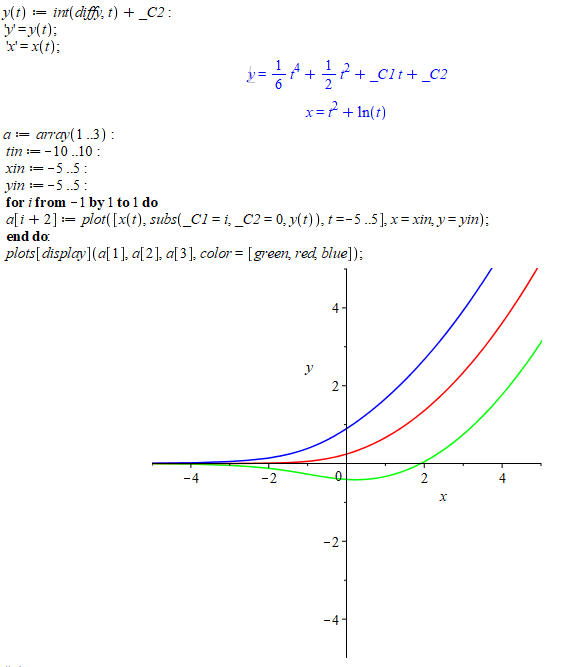 y(t) := int(diffy, t) + _C2 :
'y' = y(t);
'x' = x(t);
y = 1/6 t^4 + 1/2 t^2 + _C1 t + _C2
x = t^2 + ln(t)
a := array(1 ..3) :
tin := -10 ..10 :
xin := -5 ..5 :
yin := -5 ..5 :
for i from -1 by 1 to 1 do
a[i + 2] := plot([x(t), subs(_C1 = i, _C2 = 0, y(t)), t = -5 ..5], x = xin, y = yin);
end do:
plots[display](a[1], a[2], a[3], color = [green, red, blue]);
4
y
2
-4 -2 0 2 4
x
-2
-4